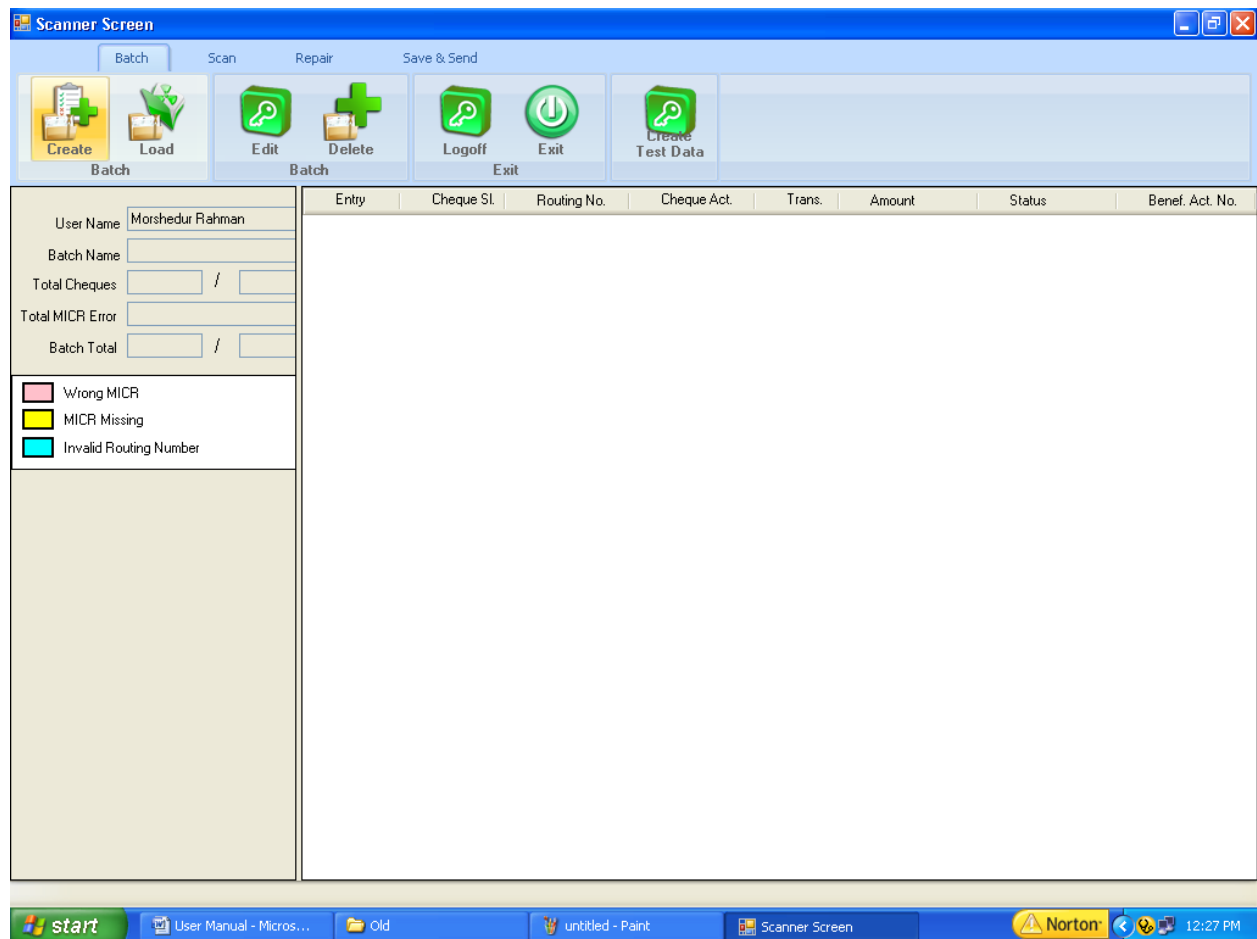 Scanner Screen
Batch Scan Repair Save & Send
Create Load Edit Delete Logoff Exit Create Test Data
Batch Batch Exit
Entry Cheque Sl. Routing No. Cheque Act. Trans. Amount Status Benef. Act. No.
User Name Morshedur Rahman
Batch Name
Total Cheques /
Total MICR Error
Batch Total /
Wrong MICR
MICR Missing
Invalid Routing Number
start User Manual - Micros... Old untitled - Paint Scanner Screen Norton 12:27 PM